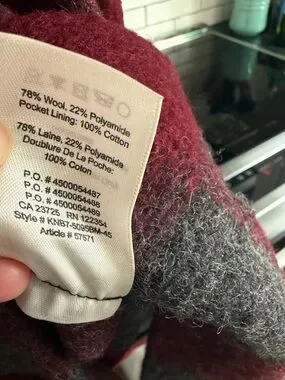 78% Wool, 22% Polyamide
Pocket Lining: 100% Cotton
78% Laine, 22% Polyamide
Doublure De La Poche:
100% Coton
P.O. # 4500054487
P.O. # 4500054488
P.O. # 4500054489
CA 23725 RN 122354
Style # KNB7-5095BM-45
Article # 57571